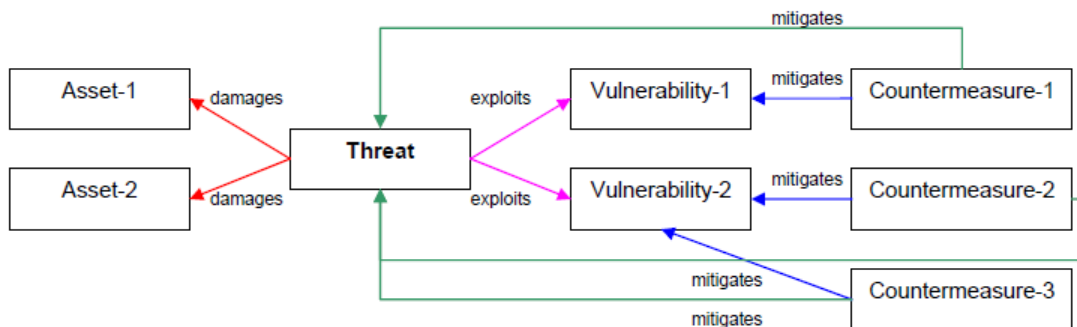 mitigates
Asset-1
damages
exploits
Vulnerability-1
mitigates
Countermeasure-1
Threat
Asset-2
damages
exploits
Vulnerability-2
mitigates
Countermeasure-2
mitigates
Countermeasure-3
mitigates